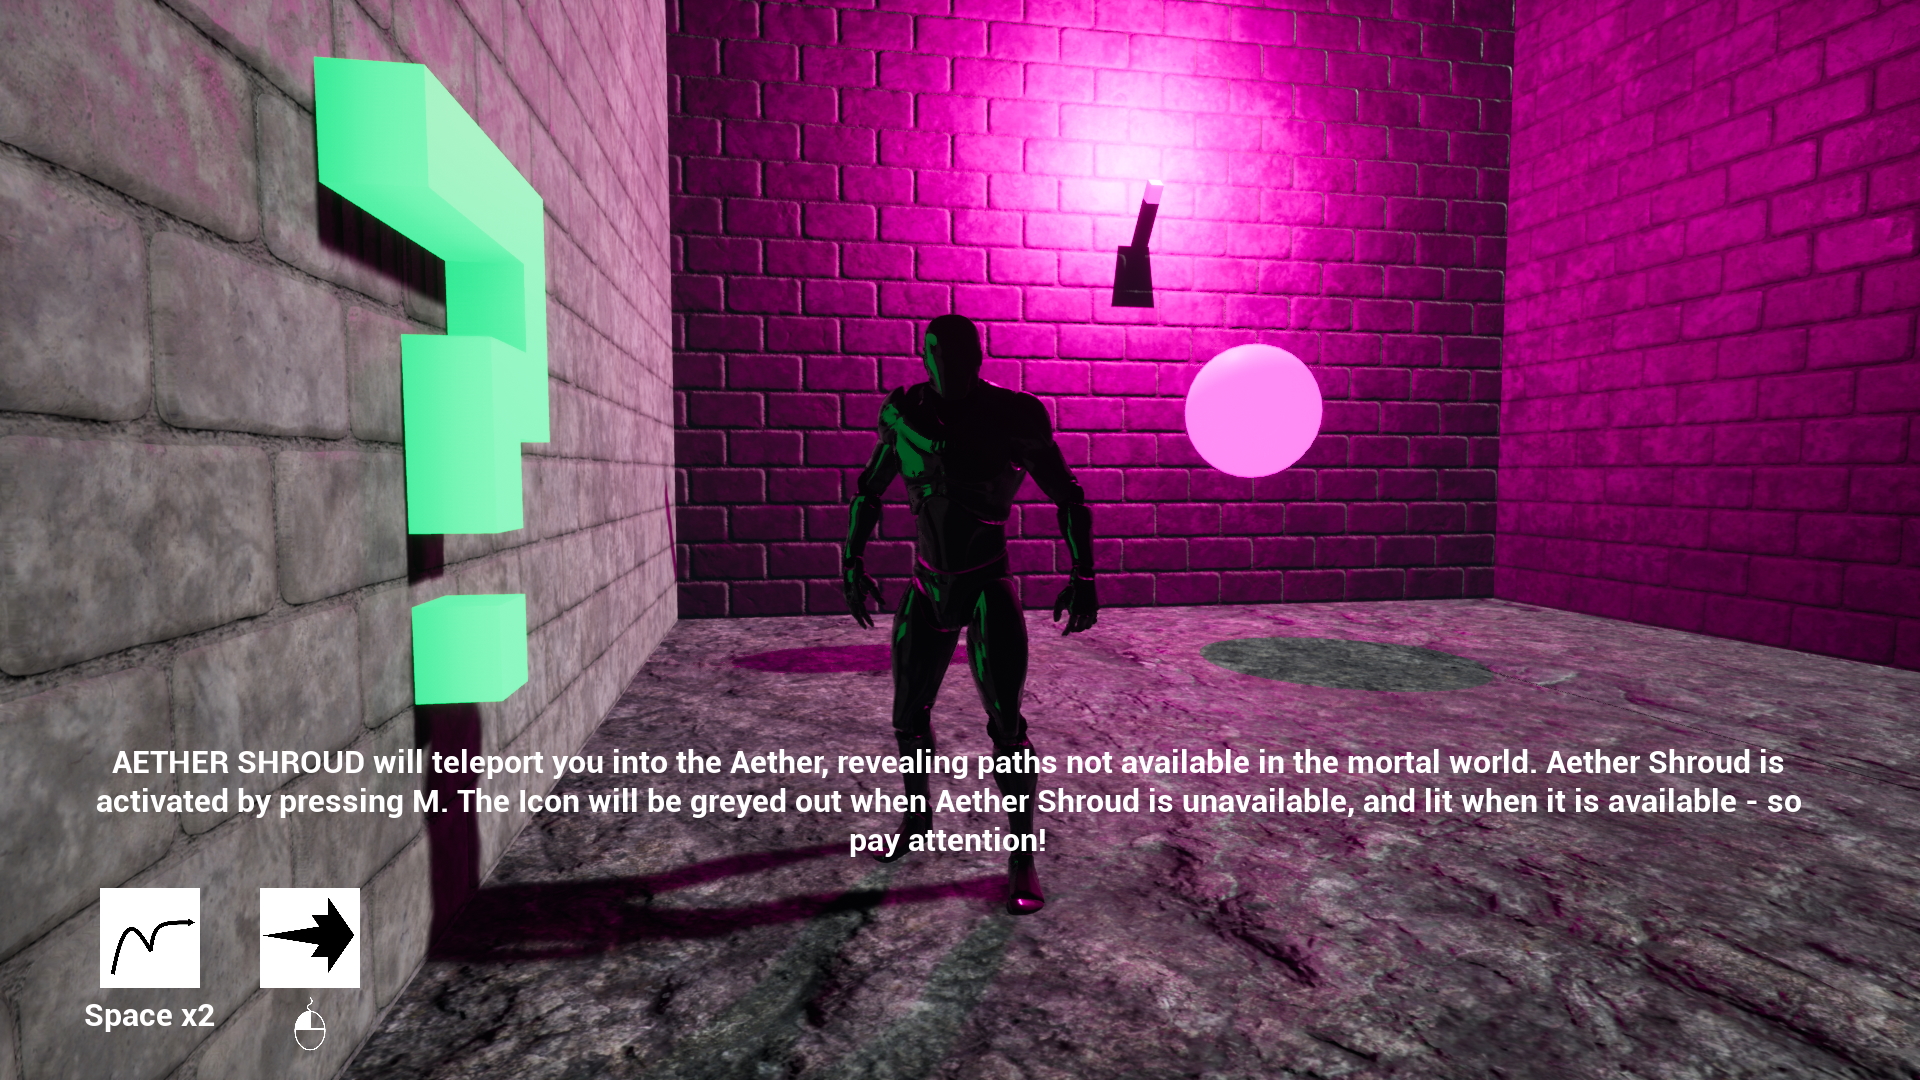 AETHER SHROUD will teleport you into the Aether, revealing paths not available in the mortal world. Aether Shroud is
activated by pressing M. The Icon will be greyed out when Aether Shroud is unavailable, and lit when it is available - so
pay attention!
Space x2